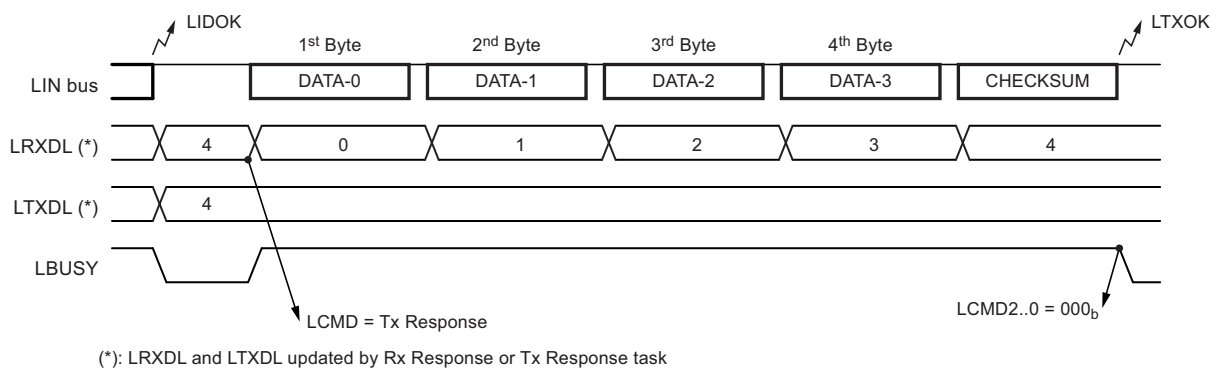 LIDOK
LTXOK
1st Byte 2nd Byte 3rd Byte 4th Byte
LIN bus DATA-0 DATA-1 DATA-2 DATA-3 CHECKSUM
LRXDL (*) 4 0 1 2 3 4
LTXDL (*) 4
LBUSY
LCMD = Tx Response
LCMD2..0 = 000b
(*): LRXDL and LTXDL updated by Rx Response or Tx Response task